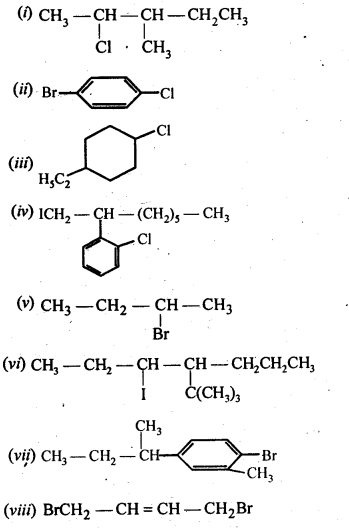 (i) CH₃—CH—CH—CH₂CH₃
Cl CH₃
(ii) Br Cl
Cl
(iii)
H₅C₂
(iv) ICH₂—CH—(CH₂)₅—CH₃
Cl
(v) CH₃—CH₂—CH—CH₃
Br
(vi) CH₃—CH₂—CH—CH—CH₂CH₂CH₃
I C(CH₃)₃
CH₃
(vii) CH₃—CH₂—CH Br
CH₃
(viii) BrCH₂—CH=CH—CH₂Br